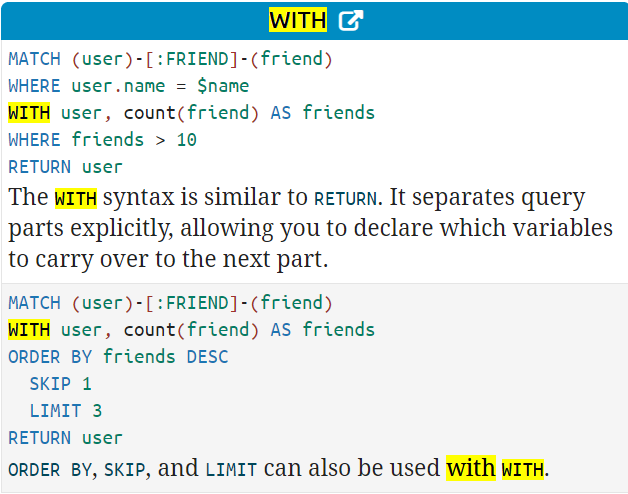 WITH
MATCH (user)-[:FRIEND]-(friend)
WHERE user.name = $name
WITH user, count(friend) AS friends
WHERE friends > 10
RETURN user
The WITH syntax is similar to RETURN. It separates query
parts explicitly, allowing you to declare which variables
to carry over to the next part.
MATCH (user)-[:FRIEND]-(friend)
WITH user, count(friend) AS friends
ORDER BY friends DESC
  SKIP 1
  LIMIT 3
RETURN user
ORDER BY, SKIP, and LIMIT can also be used with WITH.